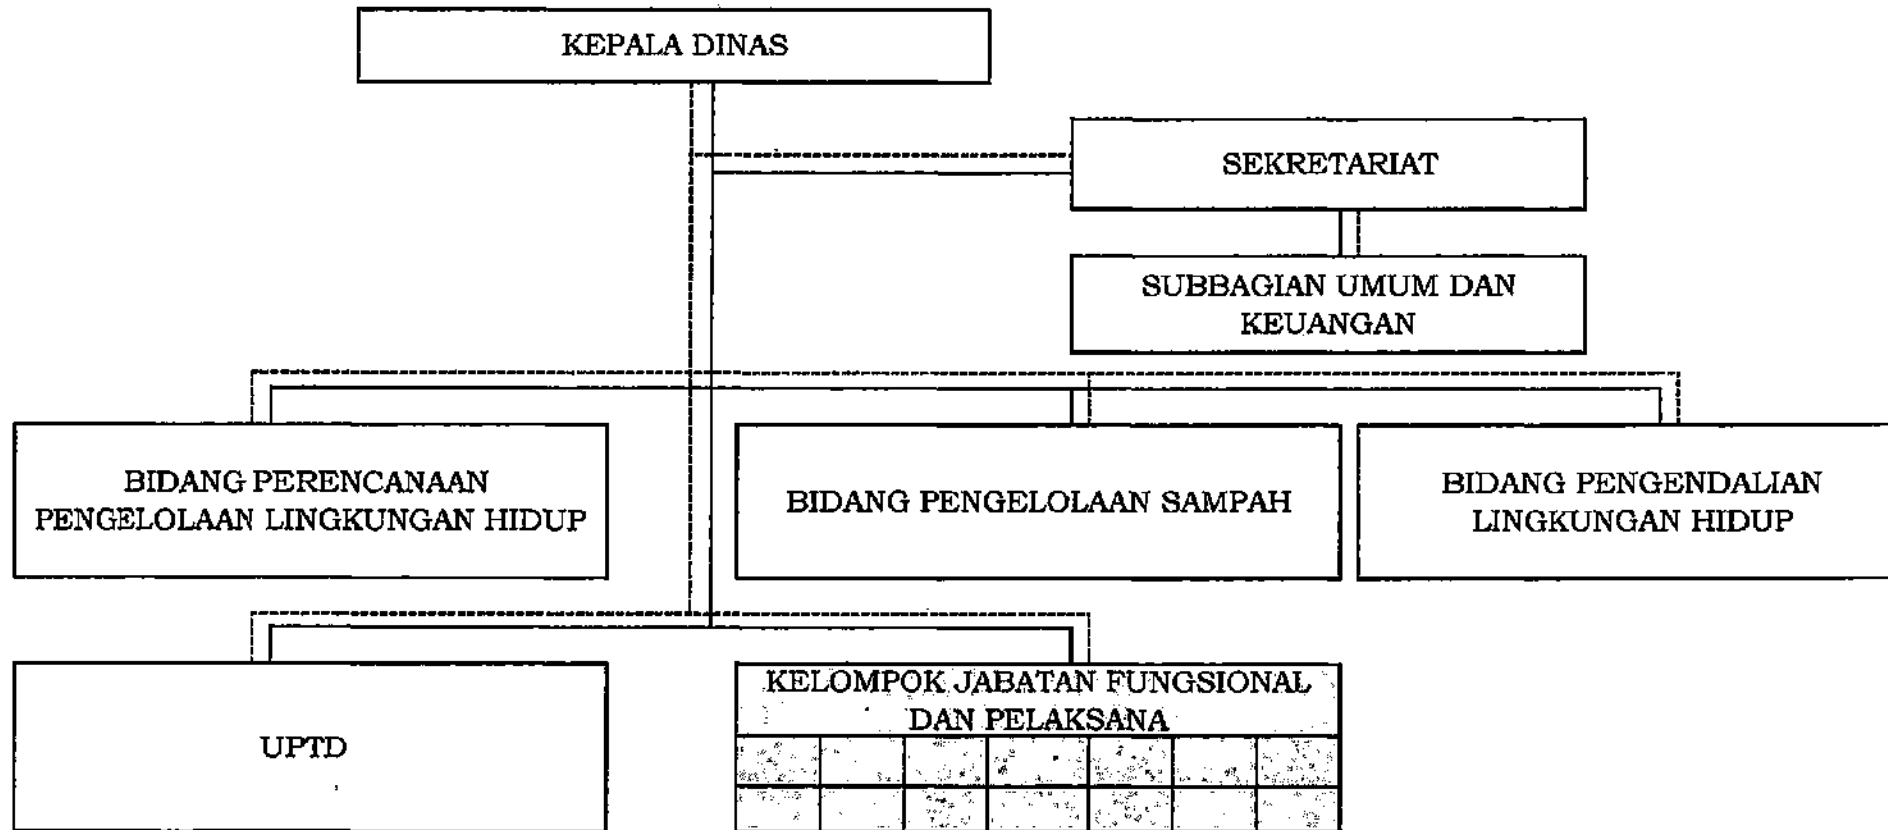 KEPALA DINAS
SEKRETARIAT
SUBBAGIAN UMUM DAN
KEUANGAN
BIDANG PERENCANAAN
PENGELOLAAN LINGKUNGAN HIDUP
BIDANG PENGELOLAAN SAMPAH
BIDANG PENGENDALIAN
LINGKUNGAN HIDUP
UPTD
KELOMPOK JABATAN FUNGSIONAL
DAN PELAKSANA